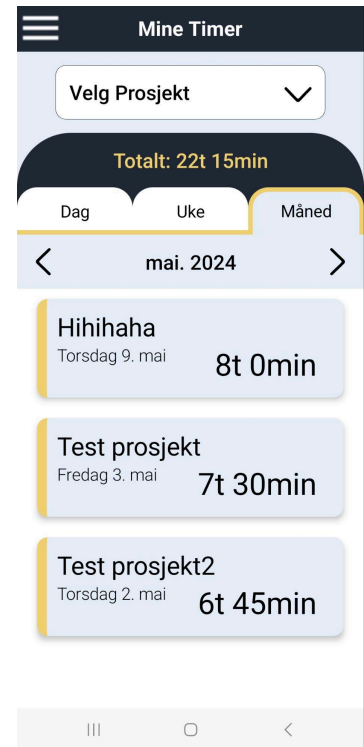 Mine Timer
Velg Prosjekt
Totalt: 22t 15min
Dag Uke Måned
mai. 2024
Hihihaha
Torsdag 9. mai
8t 0min
Test prosjekt
Fredag 3. mai
7t 30min
Test prosjekt2
Torsdag 2. mai
6t 45min